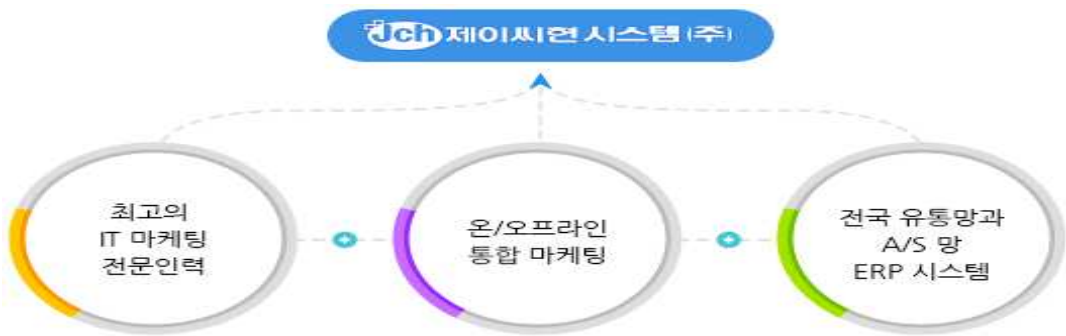 Jch 제이씨현시스템(주)
최고의
IT 마케팅
전문인력
온/오프라인
통합 마케팅
전국 유통망과
A/S 망
ERP 시스템